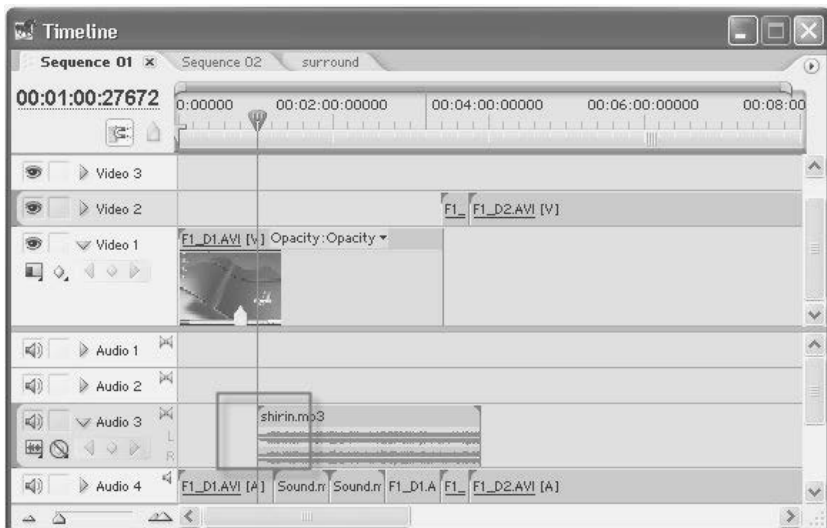 Timeline
Sequence 01 x Sequence 02 surround
00:01:00:27672
0:00000 00:02:00:00000 00:04:00:00000 00:06:00:00000 00:08:00
Video 3
Video 2 F1_ F1_D2.AVI [V]
Video 1 F1_D1.AVI [V] Opacity:Opacity
Audio 1
Audio 2
Audio 3 shirin.mp3
L
R
Audio 4 F1_D1.AVI [A] Sound.m Sound.m F1_D1.A F1_ F1_D2.AVI [A]